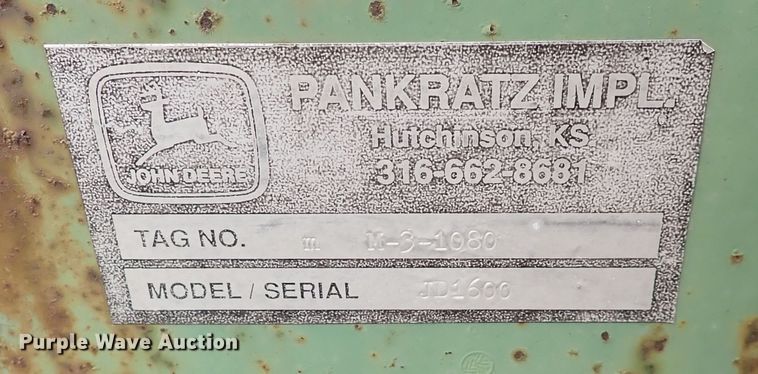 PANKRATZ IMPL.
Hutchinson, KS
316-662-8681
JOHN DEERE
TAG NO. m M-3-1080
MODEL / SERIAL JD1600
Purple Wave Auction